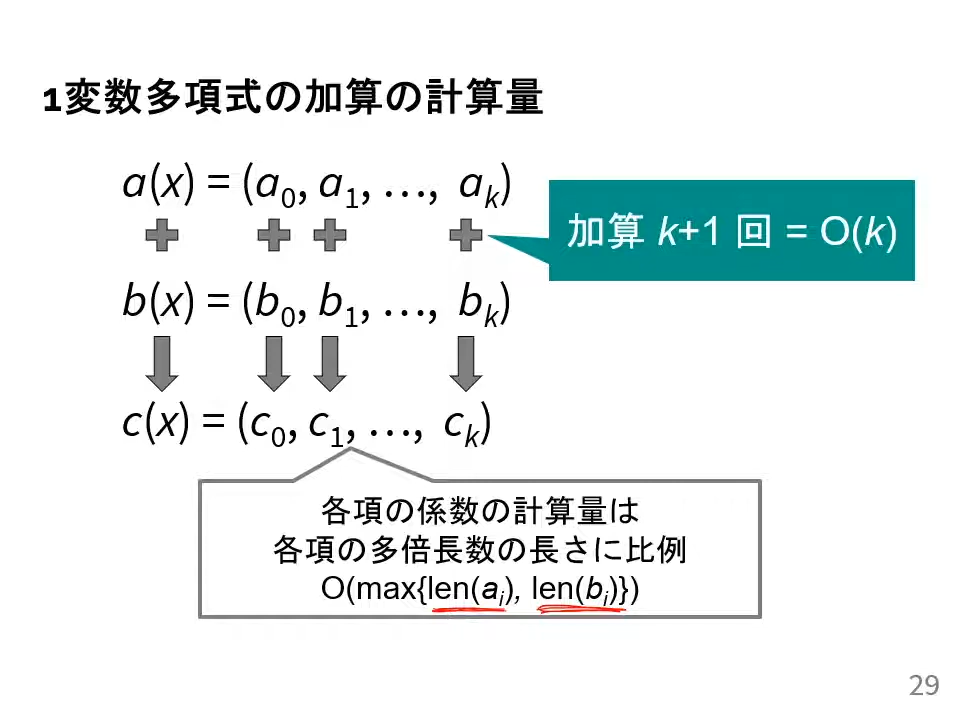 1変数多項式の加算の計算量
a(x) = (a0, a1, …, ak)
加算 k+1 回 = O(k)
b(x) = (b0, b1, …, bk)
c(x) = (c0, c1, …, ck)
各項の係数の計算量は
各項の多倍長数の長さに比例
O(max{len(ai), len(bi)})
29